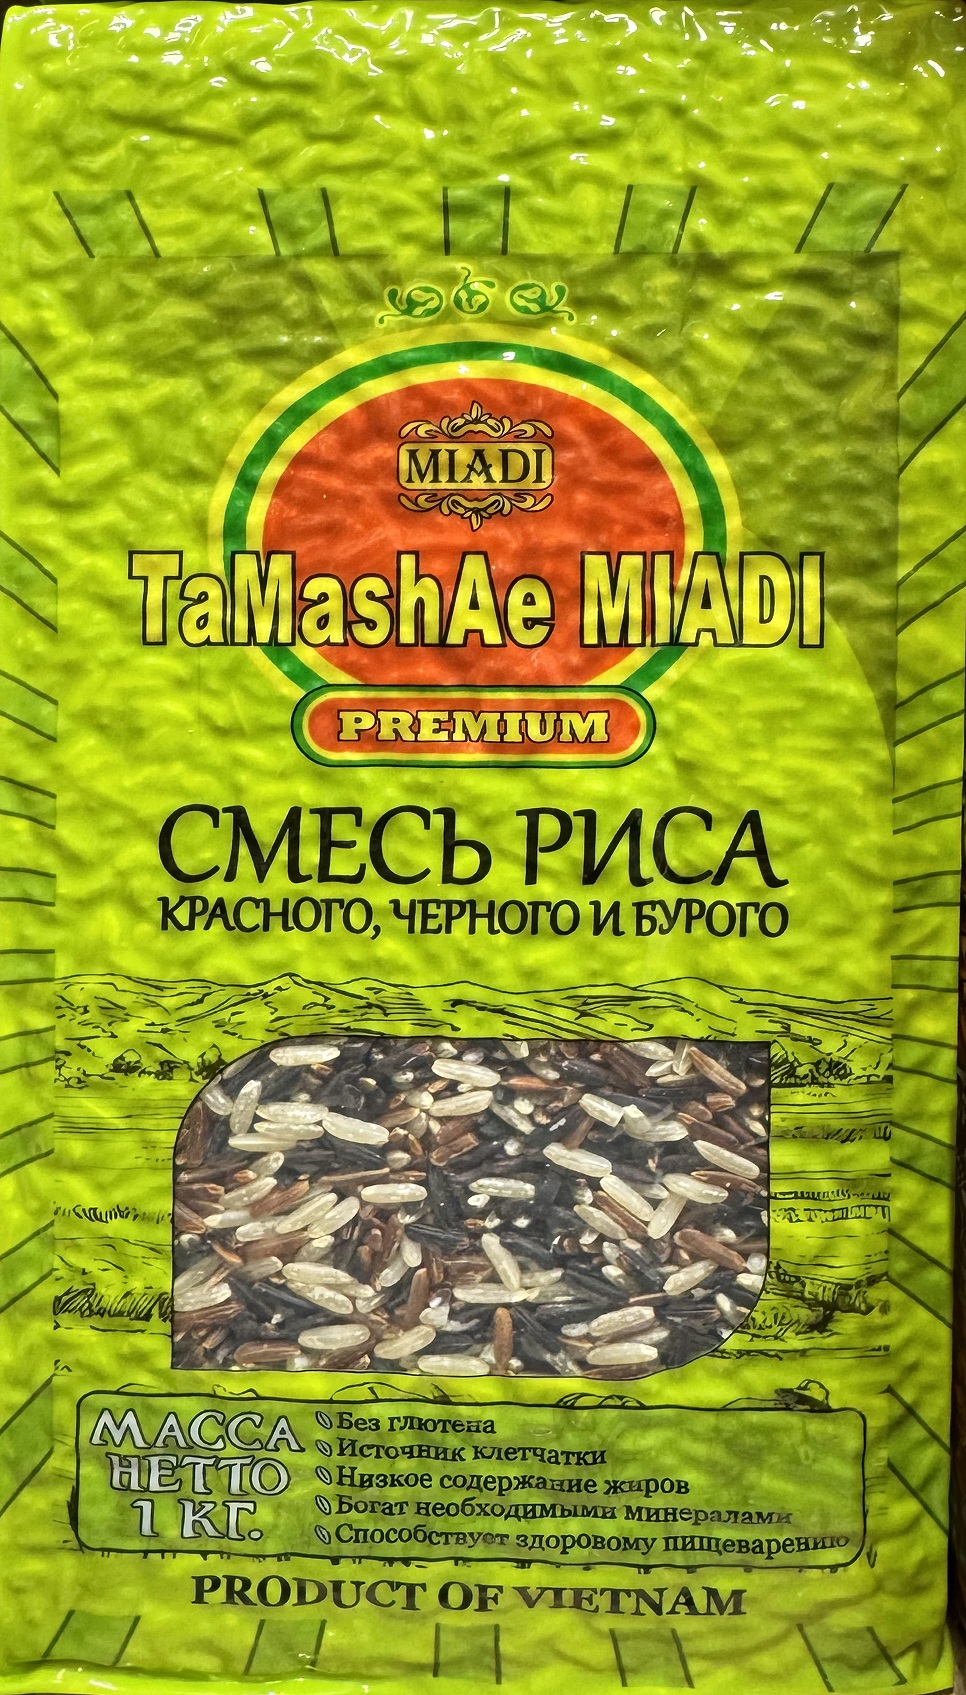 MIADI
TaMashAe MIADI
PREMIUM
СМЕСЬ РИСА
КРАСНОГО, ЧЕРНОГО И БУРОГО
МАССА
НЕТТО
1 КГ.
Без глютена
Источник клетчатки
Низкое содержание жиров
Богат необходимыми минералами
Способствует здоровому пищеварению
PRODUCT OF VIETNAM